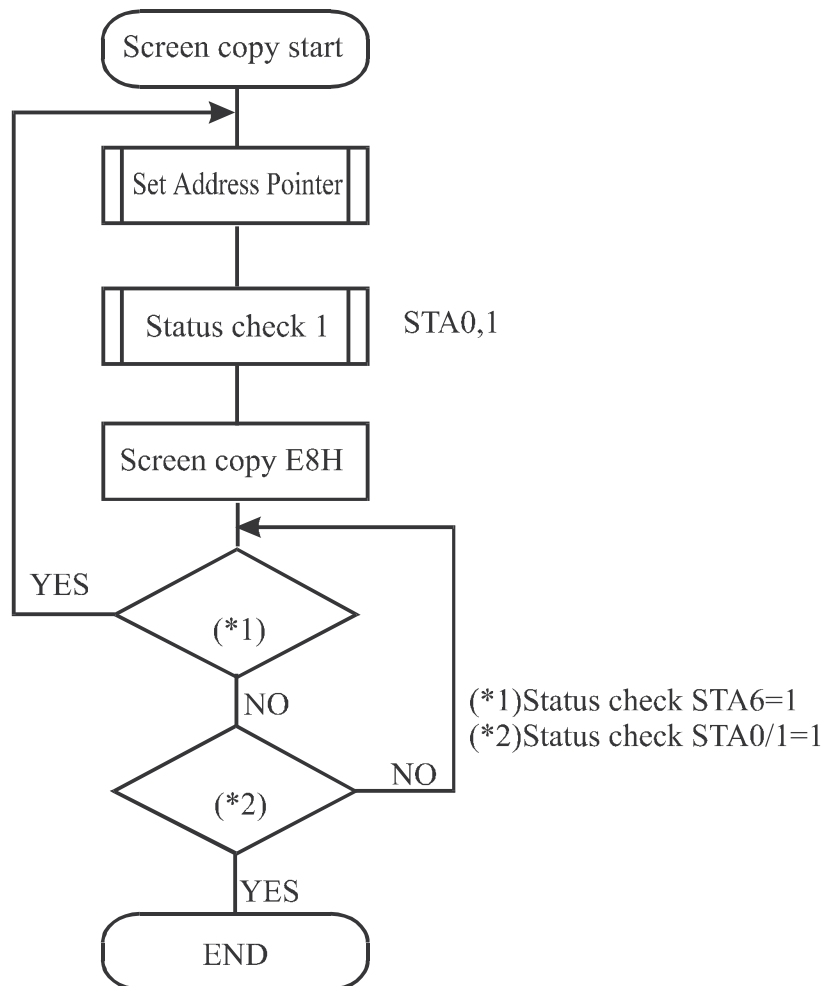 Screen copy start
Set Address Pointer
Status check 1
STA0,1
Screen copy E8H
YES
(*1)
NO
(*1)Status check STA6=1
(*2)Status check STA0/1=1
NO
(*2)
YES
END